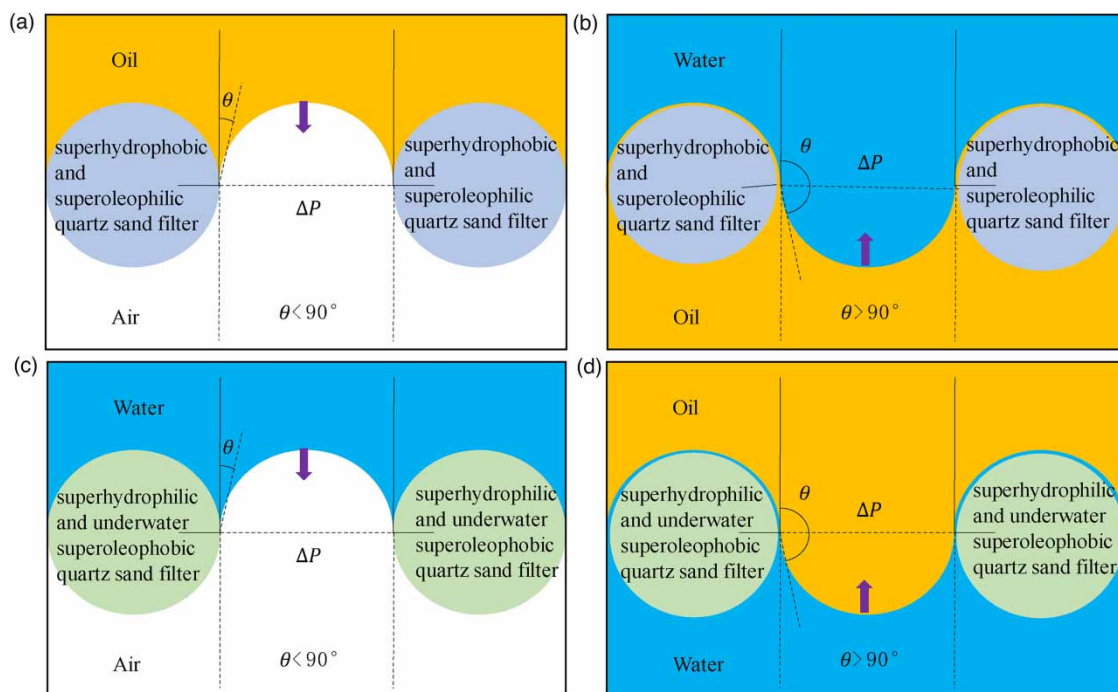 (a)
Oil
θ
superhydrophobic
and
superoleophilic
quartz sand filter
superhydrophobic
and
superoleophilic
quartz sand filter
ΔP
Air
θ<90°
(b)
Water
θ
ΔP
superhydrophobic
and
superoleophilic
quartz sand filter
superhydrophobic
and
superoleophilic
quartz sand filter
Oil
θ>90°
(c)
Water
θ
superhydrophilic
and underwater
superoleophobic
quartz sand filter
superhydrophilic
and underwater
superoleophobic
quartz sand filter
ΔP
Air
θ<90°
(d)
Oil
θ
ΔP
superhydrophilic
and underwater
superoleophobic
quartz sand filter
superhydrophilic
and underwater
superoleophobic
quartz sand filter
Water
θ>90°